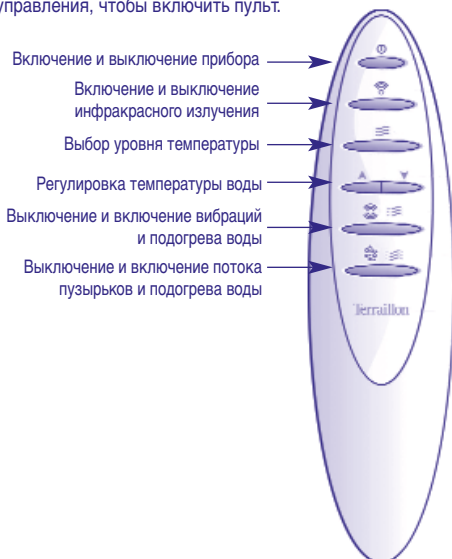 управления, чтобы включить пульт.
Включение и выключение прибора
Включение и выключение
инфракрасного излучения
Выбор уровня температуры
Регулировка температуры воды
Выключение и включение вибраций
и подогрева воды
Выключение и включение потока
пузырьков и подогрева воды
Terraillon